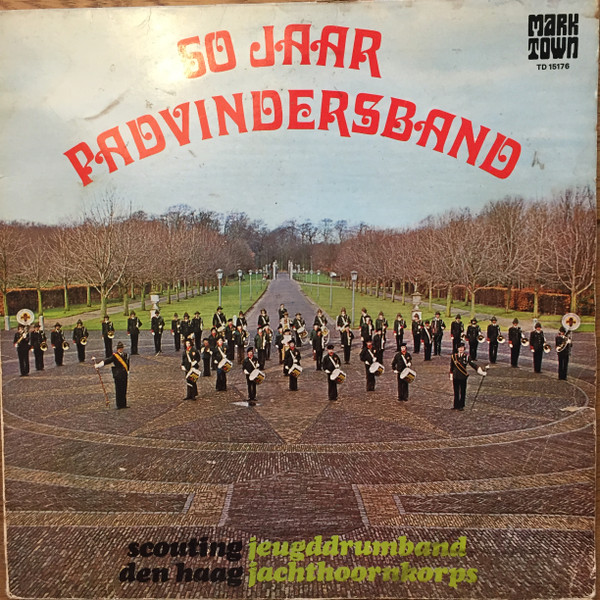 50 JAAR
PADVINDERSBAND
MARK
TOWN
TD 15176
scouting jeugddrumband
den haag jachthoornkorps